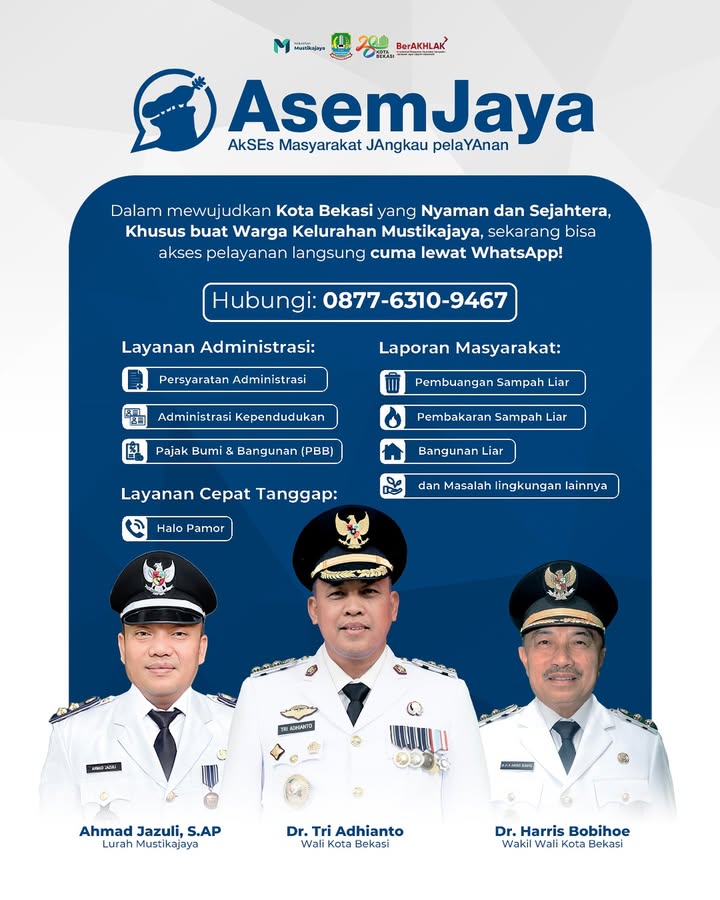 KELURAHAN
Mustikajaya
28
KOTA
BEKASI
BerAKHLAK
AsemJaya
AkSEs Masyarakat JAngkau pelaYAnan
Dalam mewujudkan Kota Bekasi yang Nyaman dan Sejahtera,
Khusus buat Warga Kelurahan Mustikajaya, sekarang bisa
akses pelayanan langsung cuma lewat WhatsApp!
Hubungi: 0877-6310-9467
Layanan Administrasi:
Persyaratan Administrasi
Administrasi Kependudukan
Pajak Bumi & Bangunan (PBB)
Layanan Cepat Tanggap:
Halo Pamor
Laporan Masyarakat:
Pembuangan Sampah Liar
Pembakaran Sampah Liar
Bangunan Liar
dan Masalah lingkungan lainnya
AHMAD JAZULI
TRI ADHIANTO
Ahmad Jazuli, S.AP
Lurah Mustikajaya
Dr. Tri Adhianto
Wali Kota Bekasi
Dr. Harris Bobihoe
Wakil Wali Kota Bekasi